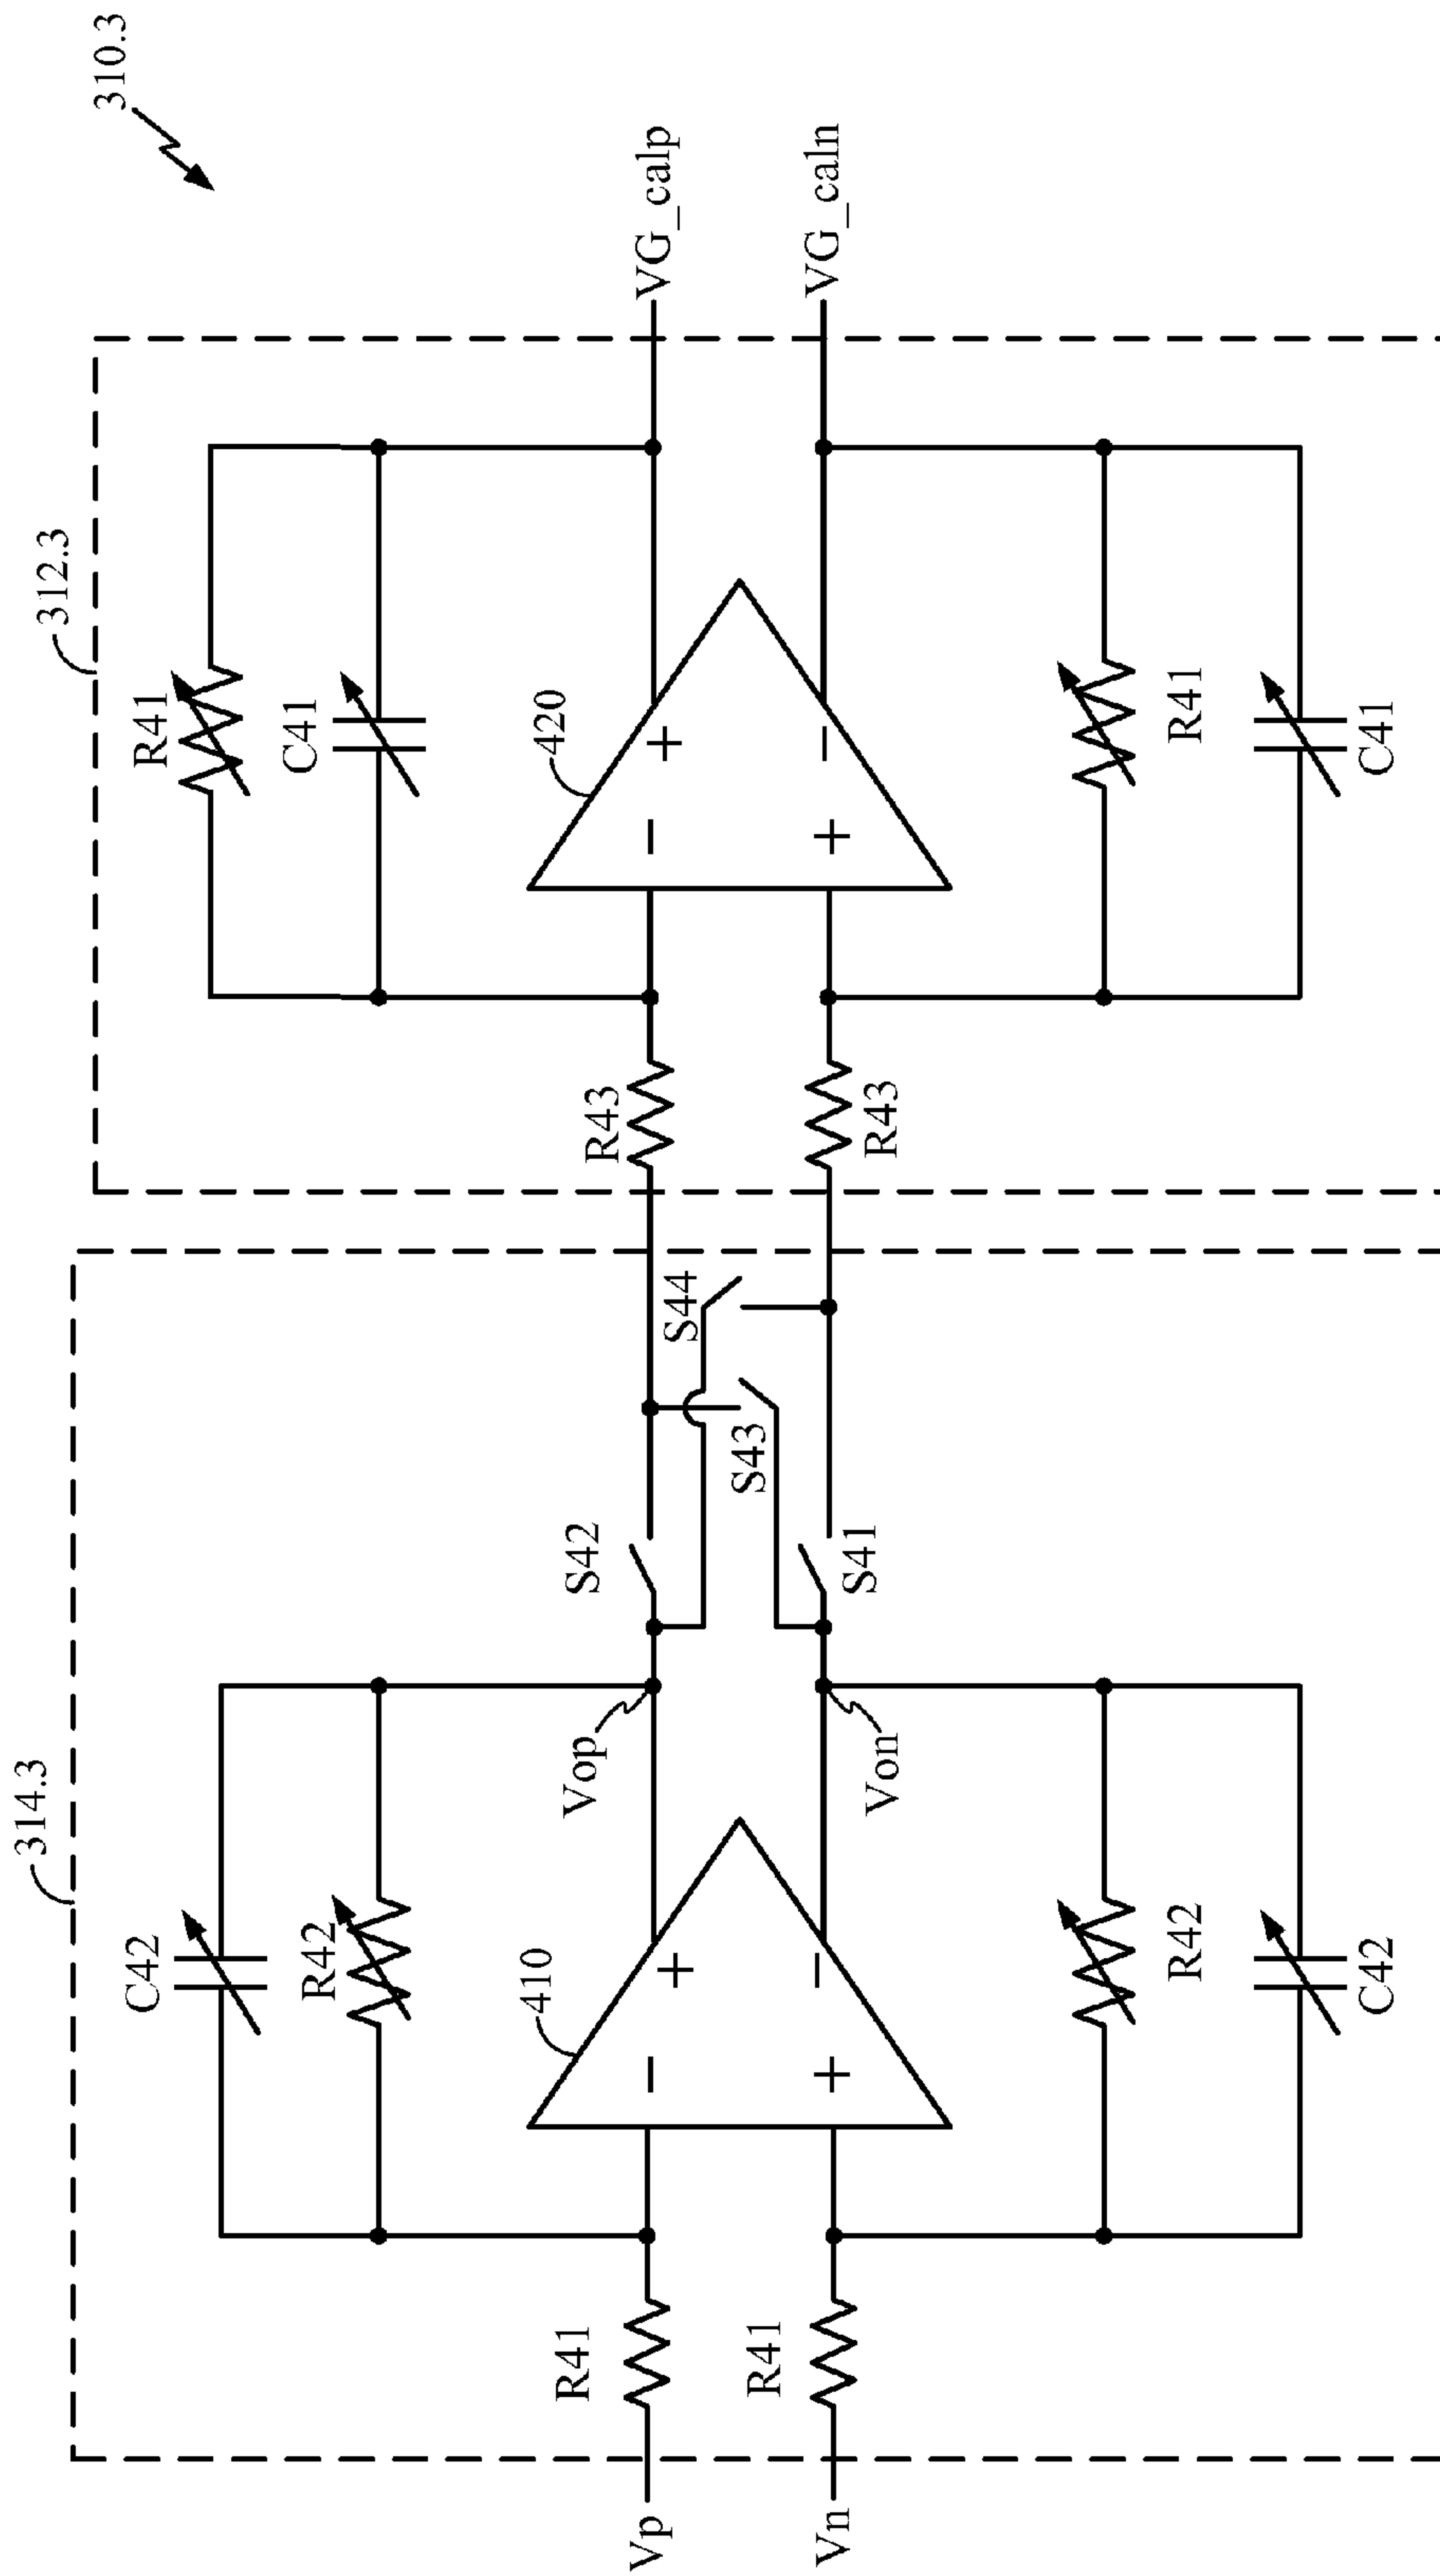 310.3
314.3
312.3
C42
R42
410
−
+
+
−
Vp
R41
Vn
R41
Vop
Von
R42
C42
S42
S41
S43
S44
R43
R43
R41
C41
420
−
+
+
−
R41
C41
VG_calp
VG_caln